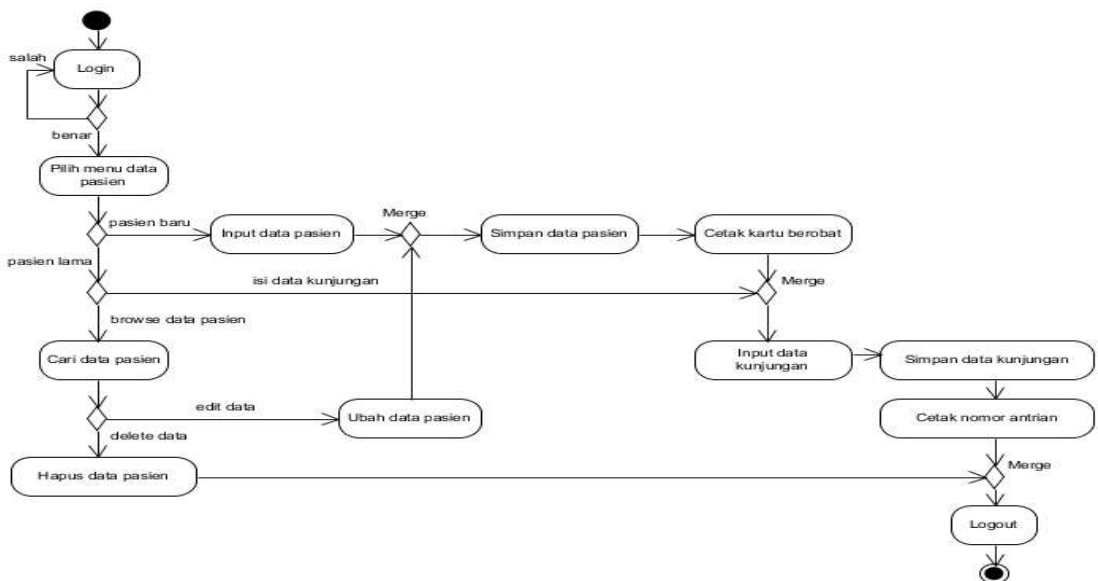 salah
Login
benar
Pilih menu data
pasien
pasien baru
Input data pasien
Merge
Simpan data pasien
Cetak kartu berobat
pasien lama
isi data kunjungan
Merge
browse data pasien
Cari data pasien
Input data
kunjungan
Simpan data kunjungan
edit data
Ubah data pasien
Cetak nomor antrian
delete data
Hapus data pasien
Merge
Logout